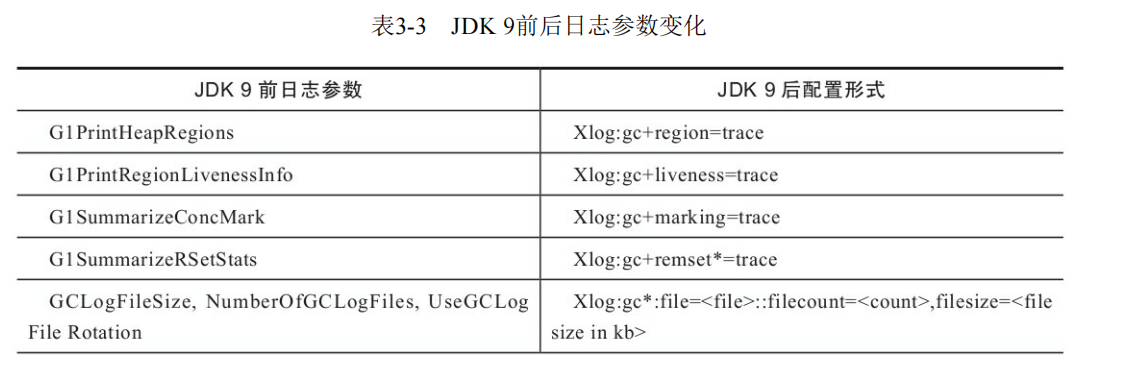 表3-3 JDK 9前后日志参数变化
JDK 9 前日志参数 JDK 9 后配置形式
G1PrintHeapRegions Xlog:gc+region=trace
G1PrintRegionLivenessInfo Xlog:gc+liveness=trace
G1SummarizeConcMark Xlog:gc+marking=trace
G1SummarizeRSetStats Xlog:gc+remset*=trace
GCLogFileSize, NumberOfGCLogFiles, UseGCLog Xlog:gc*:file=<file>::filecount=<count>,filesize=<file
File Rotation size in kb>